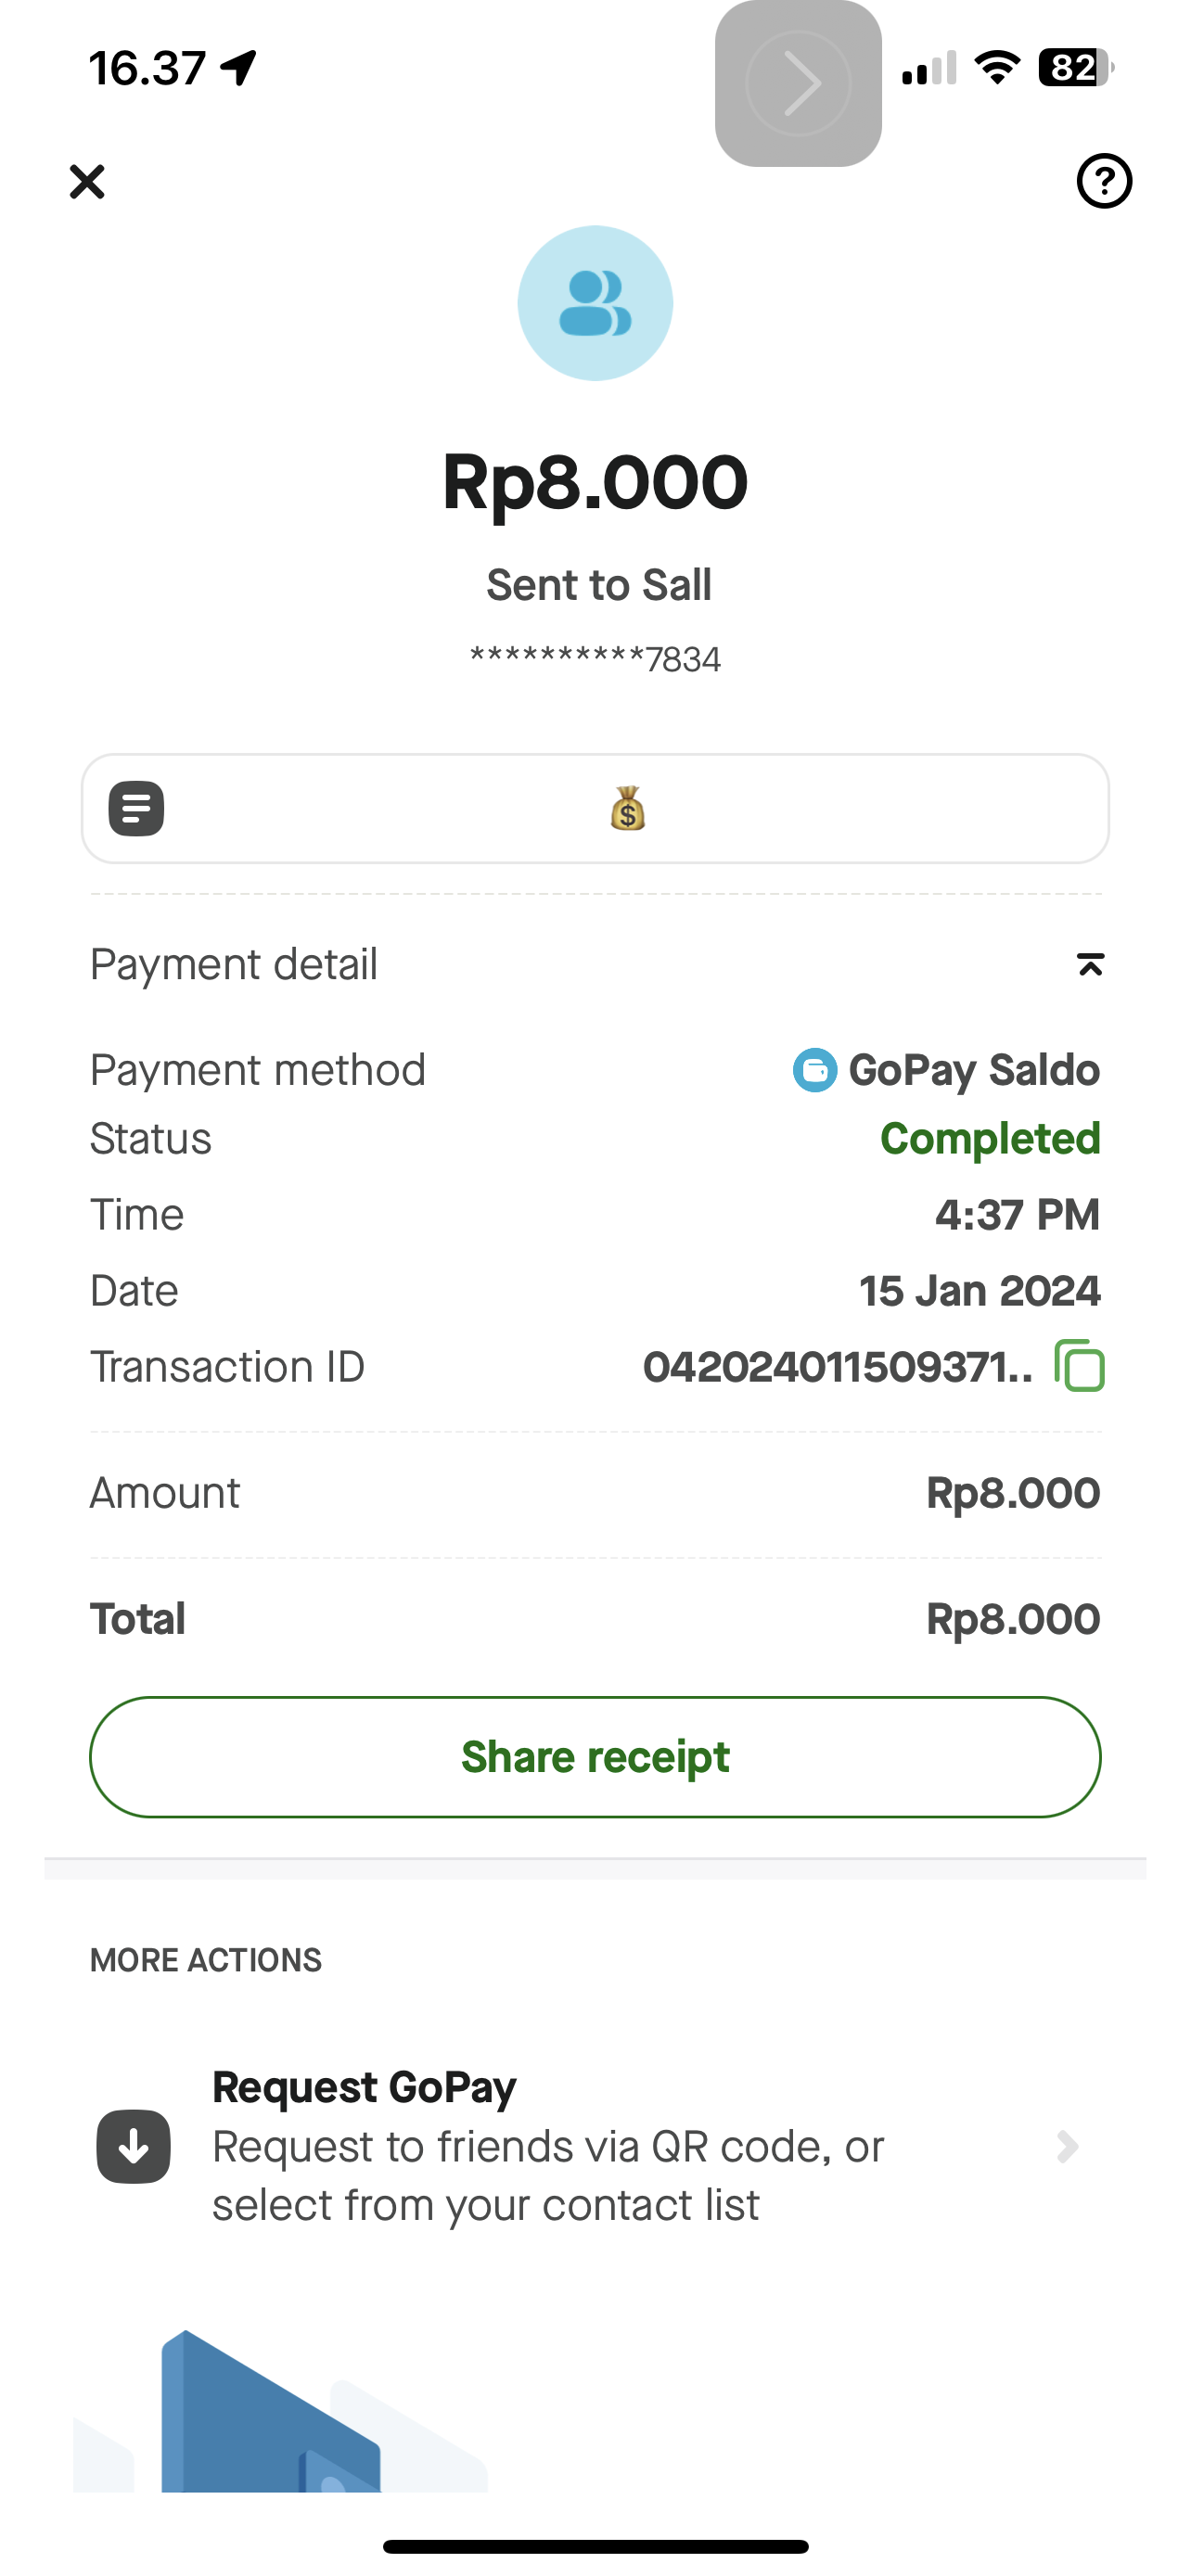 16.37
82
?
Rp8.000
Sent to Sall
**********7834
$
Payment detail
Payment method GoPay Saldo
Status Completed
Time 4:37 PM
Date 15 Jan 2024
Transaction ID 042024011509371..
Amount Rp8.000
Total Rp8.000
Share receipt
MORE ACTIONS
Request GoPay
Request to friends via QR code, or
select from your contact list